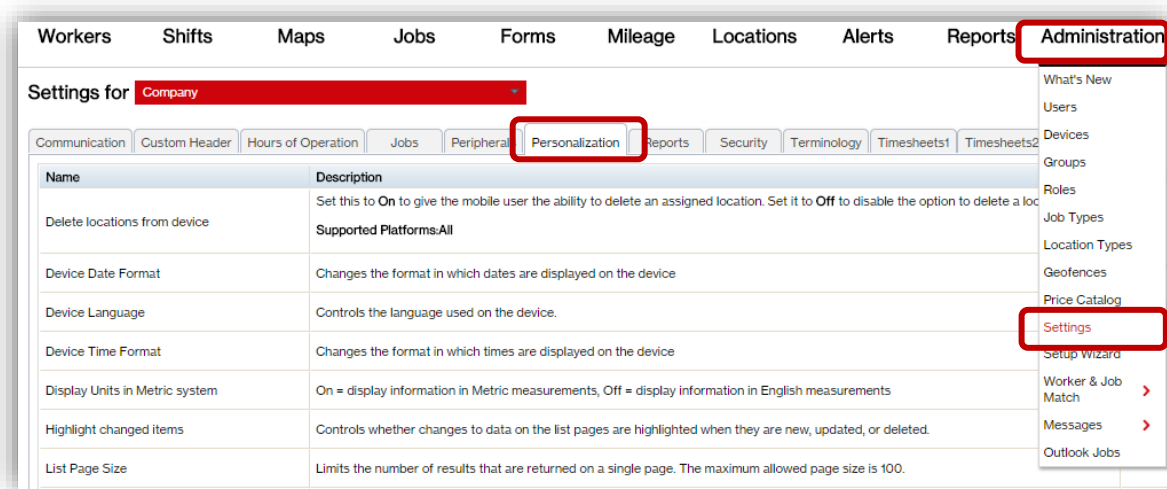 Workers Shifts Maps Jobs Forms Mileage Locations Alerts Reports Administration
Settings for Company
Communication Custom Header Hours of Operation Jobs Peripheral Personalization Reports Security Terminology Timesheets1 Timesheets2
Name Description
Delete locations from device
Set this to On to give the mobile user the ability to delete an assigned location. Set it to Off to disable the option to delete a loc
Supported Platforms:All
Device Date Format Changes the format in which dates are displayed on the device
Device Language Controls the language used on the device.
Device Time Format Changes the format in which times are displayed on the device
Display Units in Metric system On = display information in Metric measurements, Off = display information in English measurements
Highlight changed items Controls whether changes to data on the list pages are highlighted when they are new, updated, or deleted.
List Page Size Limits the number of results that are returned on a single page. The maximum allowed page size is 100.
What's New
Users
Devices
Groups
Roles
Job Types
Location Types
Geofences
Price Catalog
Settings
Setup Wizard
Worker & Job
Match
Messages
Outlook Jobs